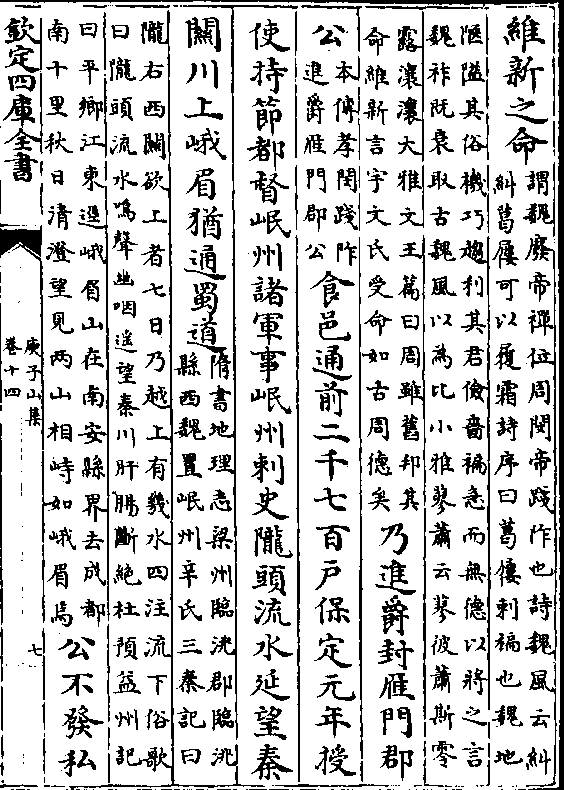 維新之命謂魏廢帝禪位周閔帝踐阼也詩魏風云糾
糾葛屨可以履霜詩序曰葛屨刺褊也魏地
陿隘其俗機巧趨利其君儉嗇褊急而無德以將之言
魏祚既衰取古魏風以為比小雅蓼蕭云蓼彼蕭斯零
露瀼瀼大雅文王篇曰周雖舊邦其
命維新言宇文氏受命如古周德矣乃進爵封雁門郡
公本傳孝閔踐阼
進爵雁門郡公食邑通前二千七百戶保定元年授
使持節都督岷州諸軍事岷州刺史隴頭流水延望秦
關川上峨眉猶通蜀道隋書地理志梁州臨洮郡臨洮
縣西魏置岷州辛氏三秦記曰
隴右西關欲上者七日乃越上有幾水四注流下俗歌
曰隴頭流水鳴聲幽咽遥望秦川肝腸斷絕杜預益州記
曰平鄉江東逕峨眉山在南安縣界去成都
南千里秋日清澄望見兩山相峙如峨眉焉公不發私
欽定四庫全書
庾子山集
卷十四
七